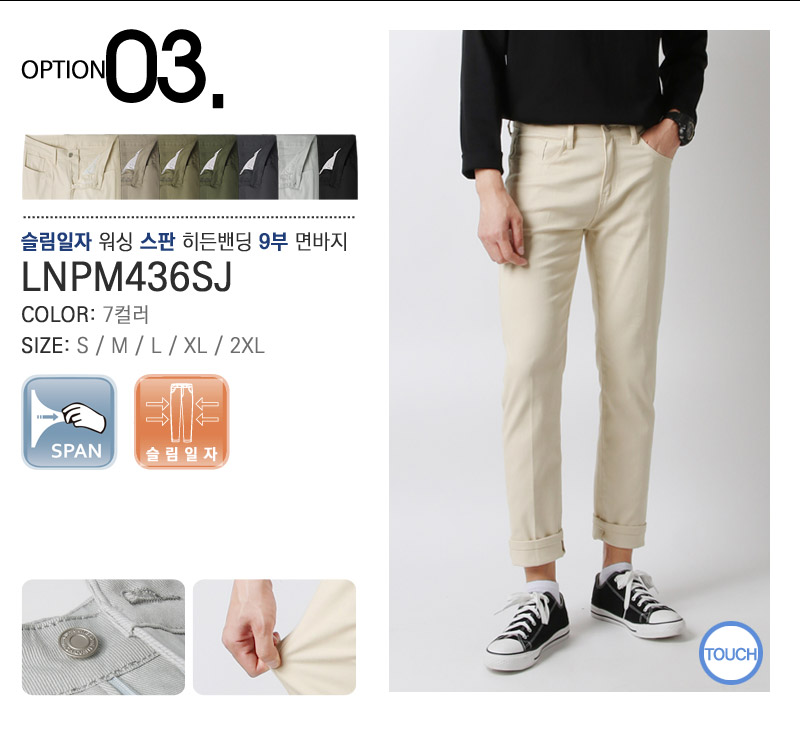 OPTION03.
슬림일자 워싱 스판 히든밴딩 9부 면바지
LNPM436SJ
COLOR: 7컬러
SIZE: S / M / L / XL / 2XL
SPAN
슬림일자
TOUCH